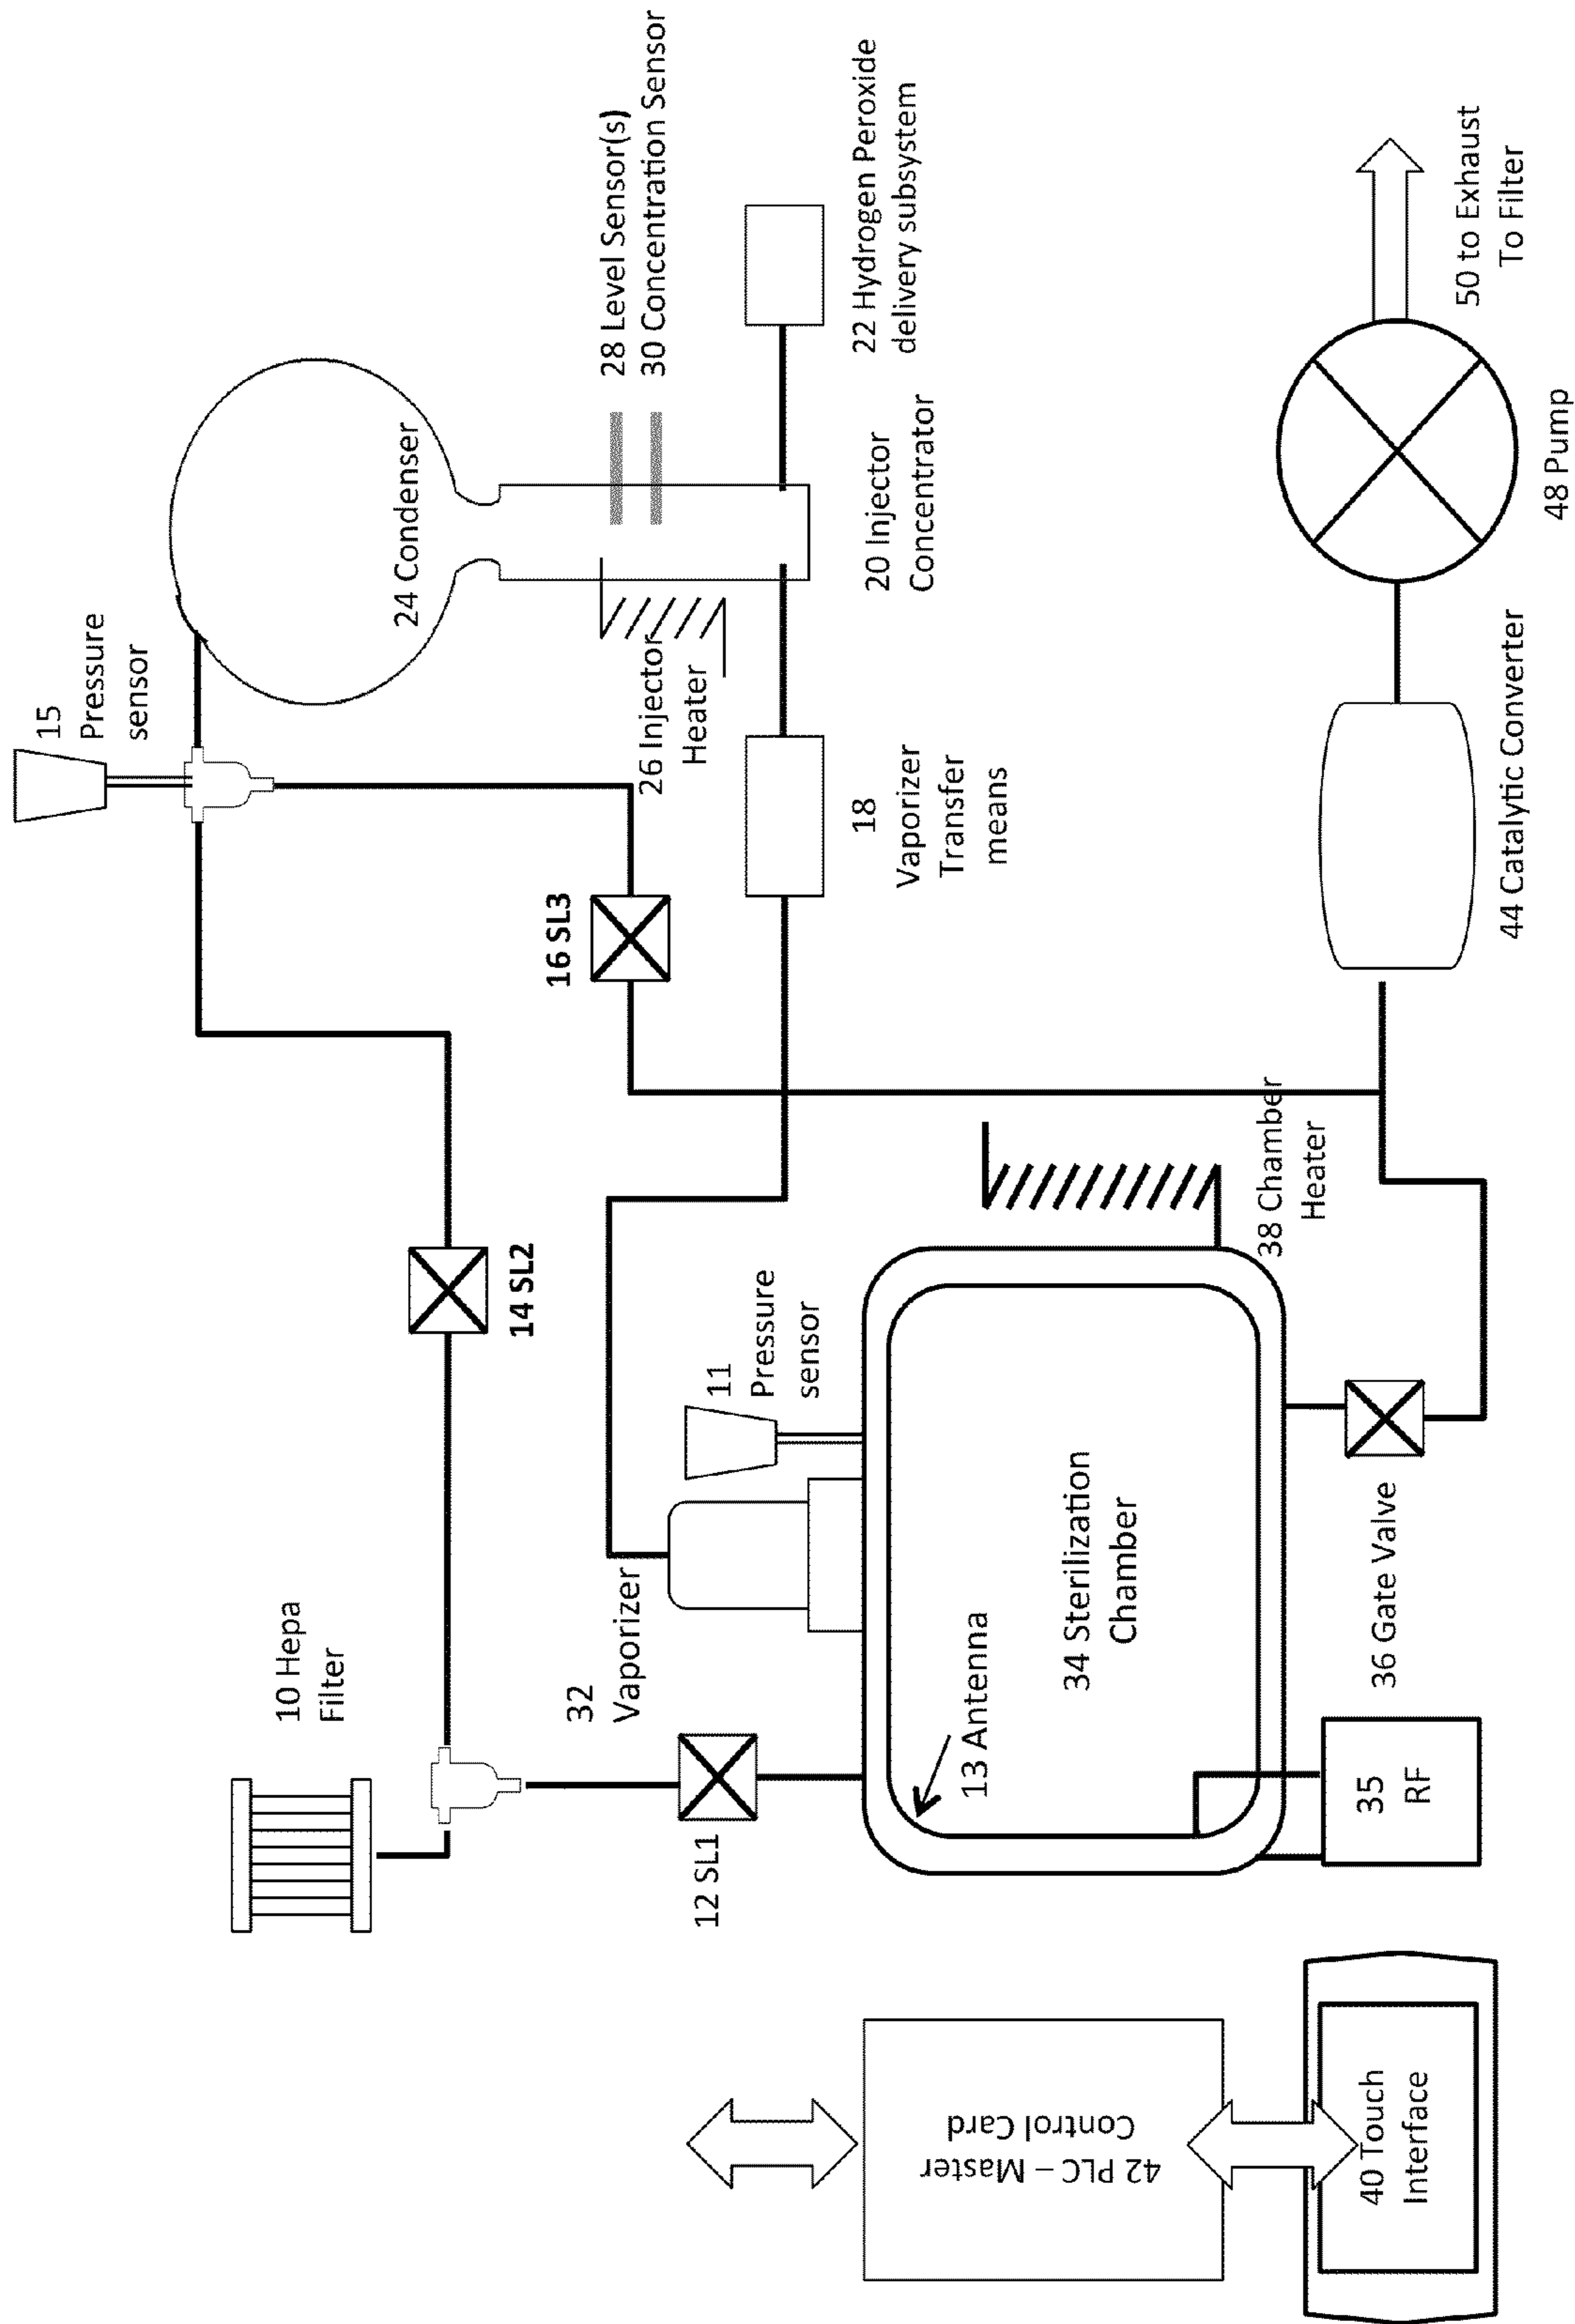 10 Hepa
Filter
12 SL1
14 SL2
15
Pressure
sensor
16 SL3
24 Condenser
28 Level Sensor(s)
30 Concentration Sensor
26 Injector
Heater
20 Injector
Concentrator
22 Hydrogen Peroxide
delivery subsystem
18
Vaporizer
Transfer
means
32
Vaporizer
11
Pressure
sensor
13 Antenna
34 Sterilization
Chamber
38 Chamber
Heater
36 Gate Valve
35
RF
42 PLC – Master
Control Card
40 Touch
Interface
44 Catalytic Converter
48 Pump
50 to Exhaust
To Filter